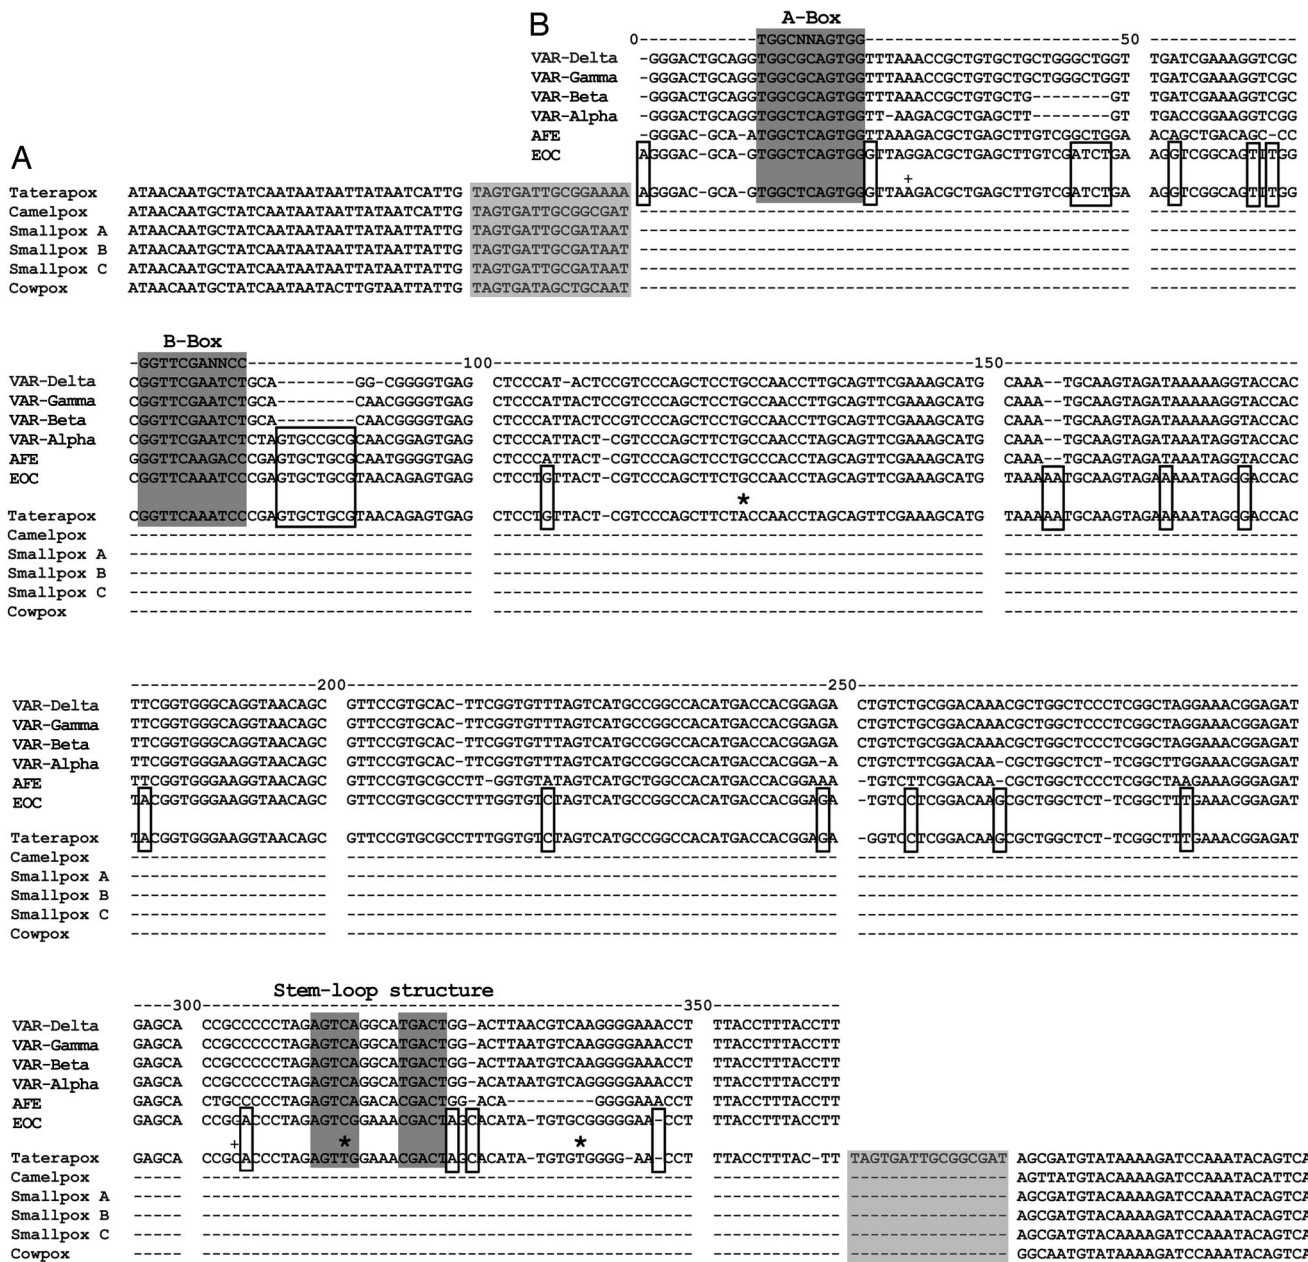 B A-Box
0------------TGGCNNAGTGG--------------------------50 ---------------
VAR-Delta -GGGACTGCAGGTGGCGCAGTGGTTTAAACCGCTGTGCTGCTGGGCTGGT TGATCGAAAGGTCGC
VAR-Gamma -GGGACTGCAGGTGGCGCAGTGGTTTAAACCGCTGTGCTGCTGGGCTGGT TGATCGAAAGGTCGC
VAR-Beta -GGGACTGCAGGTGGCGCAGTGGTTTAAACCGCTGTGCTG--------GT TGATCGAAAGGTCGC
VAR-Alpha -GGGACTGCAGGTGGCTCAGTGGTT-AAGACGCTGAGCTT--------GT TGACCGGAAGGTCGG
AFE -GGGAC-GCA-ATGGCTCAGTGGTTAAAGACGCTGAGCTTGTCGGCTGGA ACAGCTGACAGC-CC
EOC AGGGAC-GCA-GTGGCTCAGTGGGTTAGGACGCTGAGCTTGTCGATCTGA AGGTCGGCAGTTTGG
+
A
Taterapox ATAACAATGCTATCAATAATAATTATAATCATTG TAGTGATTGCGGAAAA AGGGAC-GCA-GTGGCTCAGTGGGTTAAGACGCTGAGCTTGTCGATCTGA AGGTCGGCAGTTTGG
Camelpox ATAACAATGCTATCAATAATAATTATAATCATTG TAGTGATTGCGGCGAT -------------------------------------------------- ---------------
Smallpox A ATAACAATGCTATCAATAATAATTATAATTATTG TAGTGATTGCGATAAT -------------------------------------------------- ---------------
Smallpox B ATAACAATGCTATCAATAATAATTATAATTATTG TAGTGATTGCGATAAT -------------------------------------------------- ---------------
Smallpox C ATAACAATGCTATCAATAATAATTATAATTATTG TAGTGATTGCGATAAT -------------------------------------------------- ---------------
Cowpox ATAACAATGCTATCAATAATACTTGTAATTATTG TAGTGATAGCTGCAAT -------------------------------------------------- ---------------
B-Box
-GGTTCGANNCC----------------------100 -------------------------------------------------150------------------------------
VAR-Delta CGGTTCGAATCTGCA--------GG-CGGGGTGAG CTCCCAT-ACTCCGTCCCAGCTCCTGCCAACCTTGCAGTTCGAAAGCATG CAAA--TGCAAGTAGATAAAAAGGTACCAC
VAR-Gamma CGGTTCGAATCTGCA--------CAACGGGGTGAG CTCCCATTACTCCGTCCCAGCTCCTGCCAACCTTGCAGTTCGAAAGCATG CAAA--TGCAAGTAGATAAAAAGGTACCAC
VAR-Beta CGGTTCGAATCTGCA--------CAACGGGGTGAG CTCCCATTACTCCGTCCCAGCTCCTGCCAACCTTGCAGTTCGAAAGCATG CAAA--TGCAAGTAGATAAAAAGGTACCAC
VAR-Alpha CGGTTCGAATCTCTAGTGCCGCGCAACGGAGTGAG CTCCCATTACT-CGTCCCAGCTTCTGCCAACCTAGCAGTTCGAAAGCATG CAAA--TGCAAGTAGATAAATAGGTACCAC
AFE GGGTTCAAGACCCGAGTGCTGCGCAATGGGGTGAG CTCCCATTACT-CGTCCCAGCTCCTGCCCACCTAGCAGTTCGAAAGCATG CAAA--TGCAAGTAGATAAATAGGTACCAC
EOC CGGTTCAAATCCCGAGTGCTGCGTAACAGAGTGAG CTCCTGTTACT-CGTCCCAGCTTCTGCCAACCTAGCAGTTCGAAAGCATG TAAAAATGCAAGTAGAAAAATAGGGACCAC
*
Taterapox CGGTTCAAATCCCGAGTGCTGCGTAACAGAGTGAG CTCCTGTTACT-CGTCCCAGCTTCTACCAACCTAGCAGTTCGAAAGCATG TAAAAATGCAAGTAGAAAAATAGGGACCAC
Camelpox ----------------------------------- -------------------------------------------------- ------------------------------
Smallpox A ----------------------------------- -------------------------------------------------- ------------------------------
Smallpox B ----------------------------------- -------------------------------------------------- ------------------------------
Smallpox C ----------------------------------- -------------------------------------------------- ------------------------------
Cowpox ----------------------------------- -------------------------------------------------- ------------------------------
-------------------200-------------------------------------------------250----------------------------------------------
VAR-Delta TTCGGTGGGCAGGTAACAGC GTTCCGTGCAC-TTCGGTGTTTAGTCATGCCGGCCACATGACCACGGAGA CTGTCTGCGGACAAACGCTGGCTCCCTCGGCTAGGAAACGGAGAT
VAR-Gamma TTCGGTGGGCAGGTAACAGC GTTCCGTGCAC-TTCGGTGTTTAGTCATGCCGGCCACATGACCACGGAGA CTGTCTGCGGACAAACGCTGGCTCCCTCGGCTAGGAAACGGAGAT
VAR-Beta TTCGGTGGGCAGGTAACAGC GTTCCGTGCAC-TTCGGTGTTTAGTCATGCCGGCCACATGACCACGGAGA CTGTCTGCGGACAAACGCTGGCTCCCTCGGCTAGGAAACGGAGAT
VAR-Alpha TTCGGTGGGAAGGTAACAGC GTTCCGTGCAC-TTCGGTGTTTAGTCATGCCGGCCACATGACCACGGA-A CTGTCTTCGGACAA-CGCTGGCTCT-TCGGCTTGGAAACGGAGAT
AFE TTCGGTGGGAAGGTAACAGC GTTCCGTGCGCCTT-GGTGTATAGTCATGCTGGCCACATGACCACGGAAA -TGTCTTCGGACAA-CGCTGGCTCCCTCGGCTAAGAAACGGAGAT
EOC TACGGTGGGAAGGTAACAGC GTTCCGTGCGCCTTTGGTGTCTAGTCATGCCGGCCACATGACCACGGAGA -TGTCCTCGGACAAGCGCTGGCTCT-TCGGCTTTGAAACGGAGAT
Taterapox TACGGTGGGAAGGTAACAGC GTTCCGTGCGCCTTTGGTGTCTAGTCATGCCGGCCACATGACCACGGAGA -GGTCCTCGGACAAGCGCTGGCTCT-TCGGCTTTGAAACGGAGAT
Camelpox -------------------- -------------------------------------------------- ---------------------------------------------
Smallpox A -------------------- -------------------------------------------------- ---------------------------------------------
Smallpox B -------------------- -------------------------------------------------- ---------------------------------------------
Smallpox C -------------------- -------------------------------------------------- ---------------------------------------------
Cowpox -------------------- -------------------------------------------------- ---------------------------------------------
Stem-loop structure
----300-------------------------------------------------350-------------
VAR-Delta GAGCA CCGCCCCCTAGAGTCAGGCATGACTGG-ACTTAACGTCAAGGGGAAACCT TTACCTTTACCTT
VAR-Gamma GAGCA CCGCCCCCTAGAGTCAGGCATGACTGG-ACTTAATGTCAAGGGGAAACCT TTACCTTTACCTT
VAR-Beta GAGCA CCGCCCCCTAGAGTCAGGCATGACTGG-ACTTAATGTCAAGGGGAAACCT TTACCTTTACCTT
VAR-Alpha GAGCA CCGCCCCCTAGAGTCAGGCATGACTGG-ACATAATGTCAGGGGGAAACCT TTACCTTTACCTT
AFE GAGCA CTGCCCCCTAGAGTCAGACACGACTGG-ACA---------GGGGAAACCT TTACCTTTACCTT
EOC GAGCA CCGGACCCTAGAGTCGGAAACGACTAGCACATA-TGTGCGGGGGAA-CCT TTACCTTTACCTT
+ * *
Taterapox GAGCA CCGCACCCTAGAGTTGGAAACGACTAGCACATA-TGTGTGGGG-AA-CCT TTACCTTTAC-TT TAGTGATTGCGGCGAT AGCGATGTATAAAAGATCCAAATACAGTCA
Camelpox ----- -------------------------------------------------- ------------- ---------------- AGTTATGTACAAAAGATCCAAATACATTCA
Smallpox A ----- -------------------------------------------------- ------------- ---------------- AGCGATGTACAAAAGATCCAAATACAGTCA
Smallpox B ----- -------------------------------------------------- ------------- ---------------- AGCGATGTACAAAAGATCCAAATACAGTCA
Smallpox C ----- -------------------------------------------------- ------------- ---------------- AGCGATGTACAAAAGATCCAAATACAGTCA
Cowpox ----- -------------------------------------------------- ------------- ---------------- GGCAATGTATAAAAGATCCAAATACAGTCA